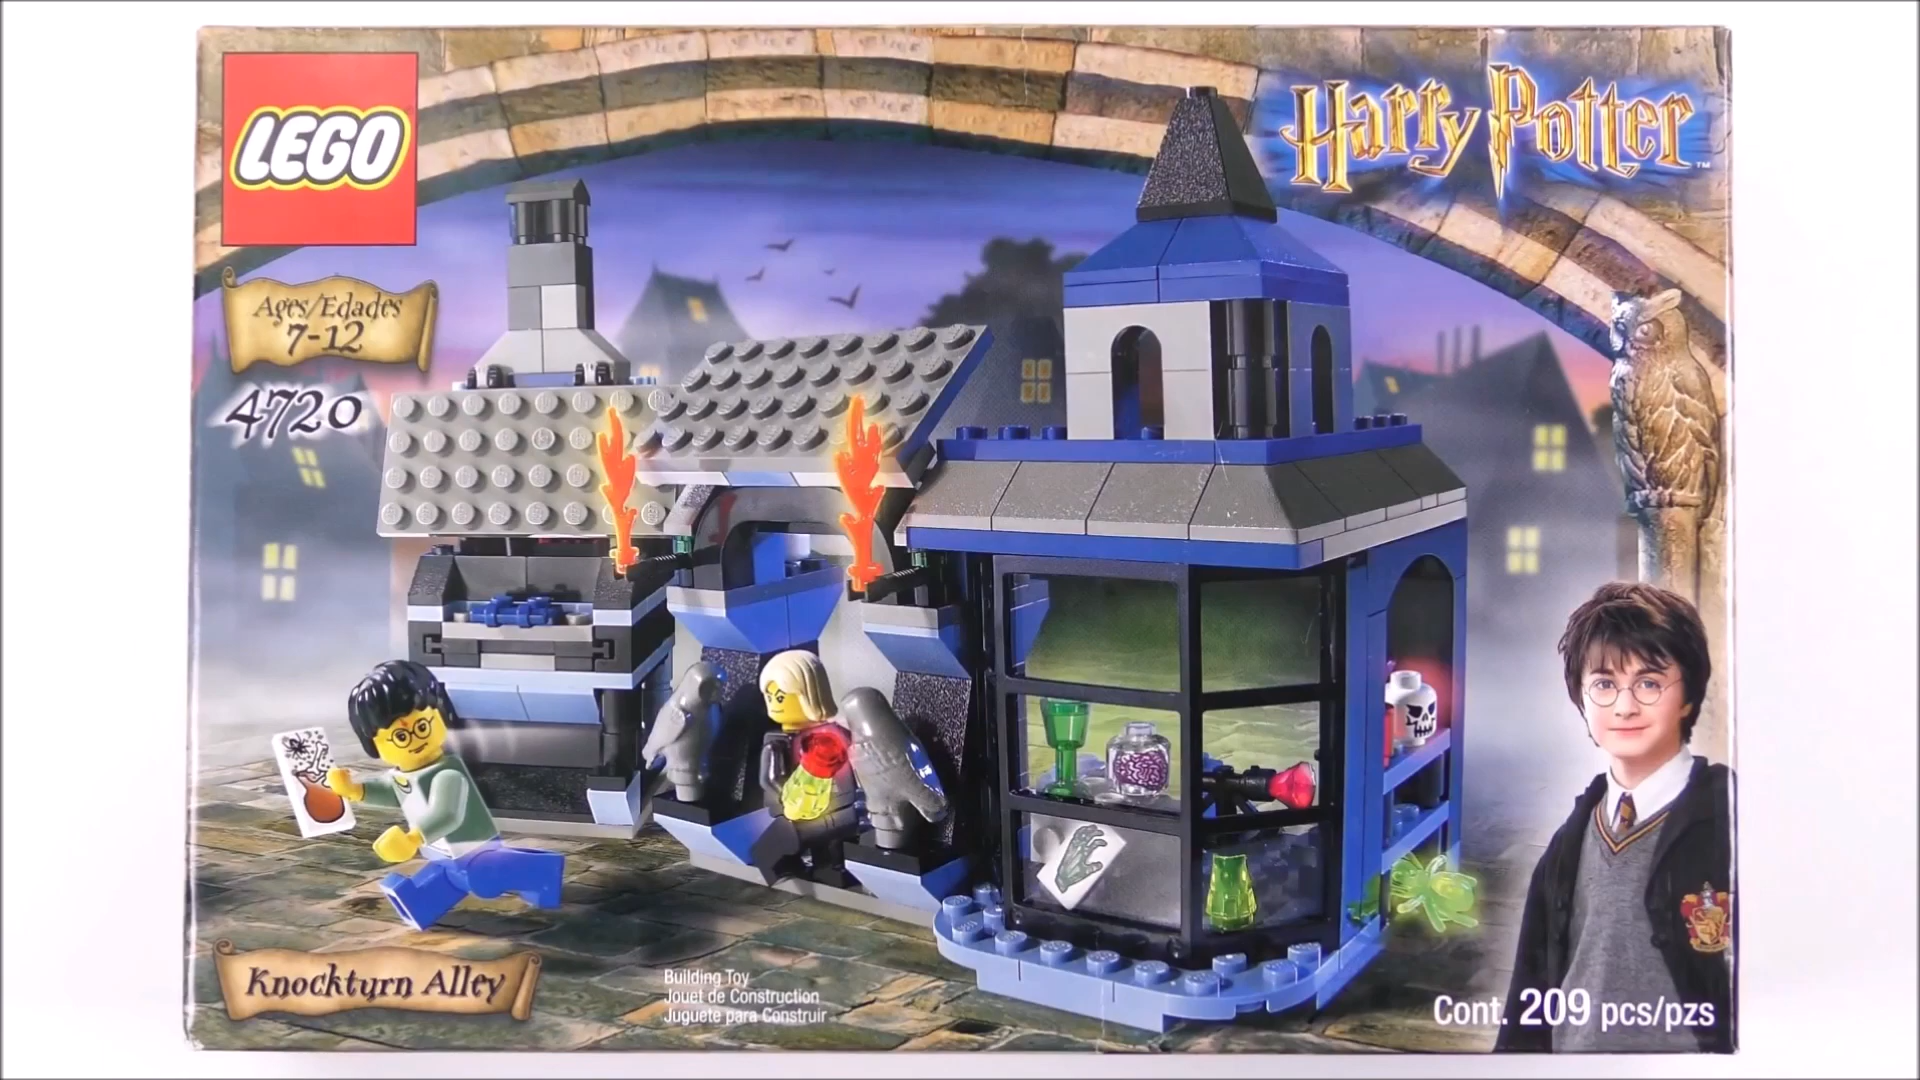 LEGO
Harry Potter™
Ages/Edades
7-12
4720
Knockturn Alley
Building Toy
Jouet de Construction
Juguete para Construir
Cont. 209 pcs/pzs